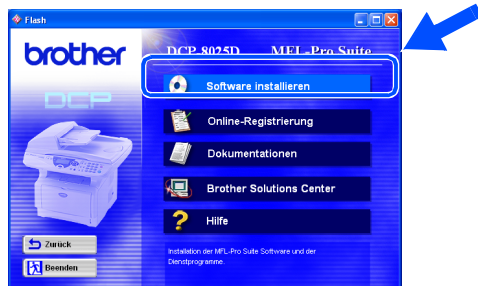 Flash
brother
DCP 8025D MFL-Pro Suite
DCP
Software installieren
Online-Registrierung
Dokumentationen
Brother Solutions Center
Hilfe
Zurück
Beenden
Installation der MFL-Pro Suite Software und der
Dienstprogramme.